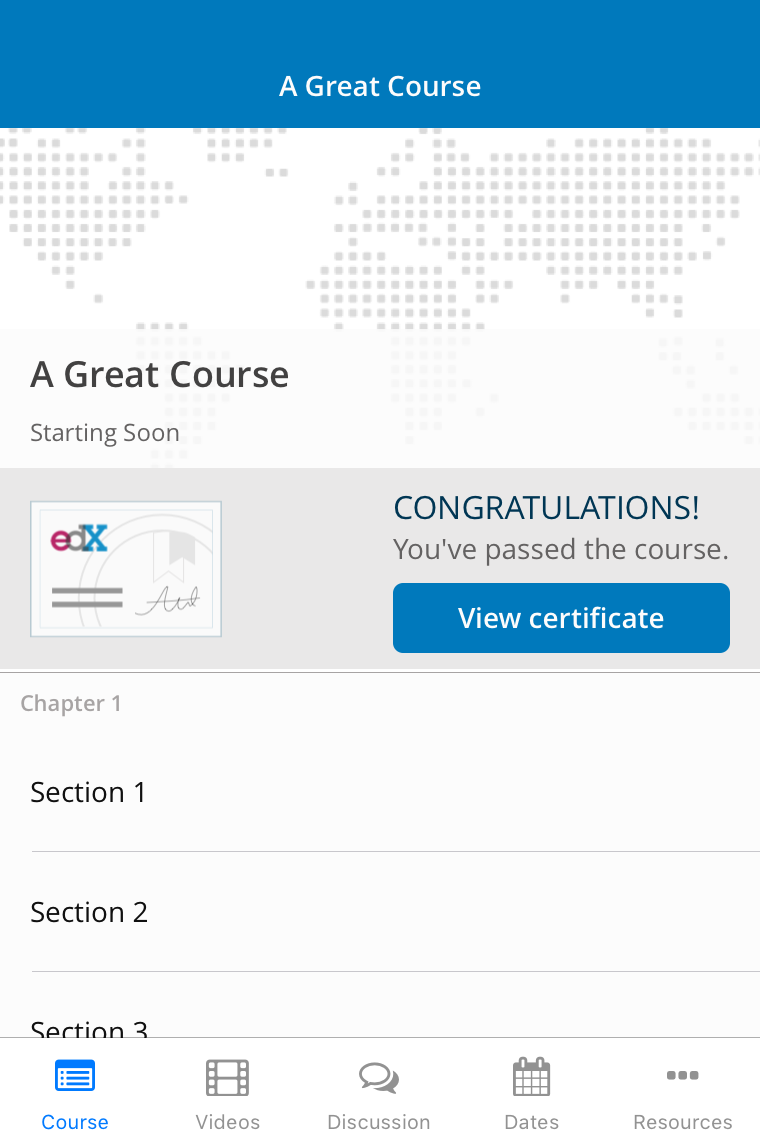 A Great Course
A Great Course
Starting Soon
edX
CONGRATULATIONS!
You've passed the course.
View certificate
Chapter 1
Section 1
Section 2
Section 3
Course
Videos
Discussion
Dates
Resources